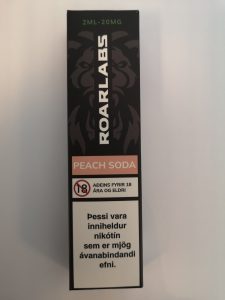 2ML-20MG
ROARLABS
PEACH SODA
18
AÐEINS FYRIR 18
ÁRA OG ELDRI
Þessi vara
inniheldur
nikótín
sem er mjög
ávanabindandi
efni.